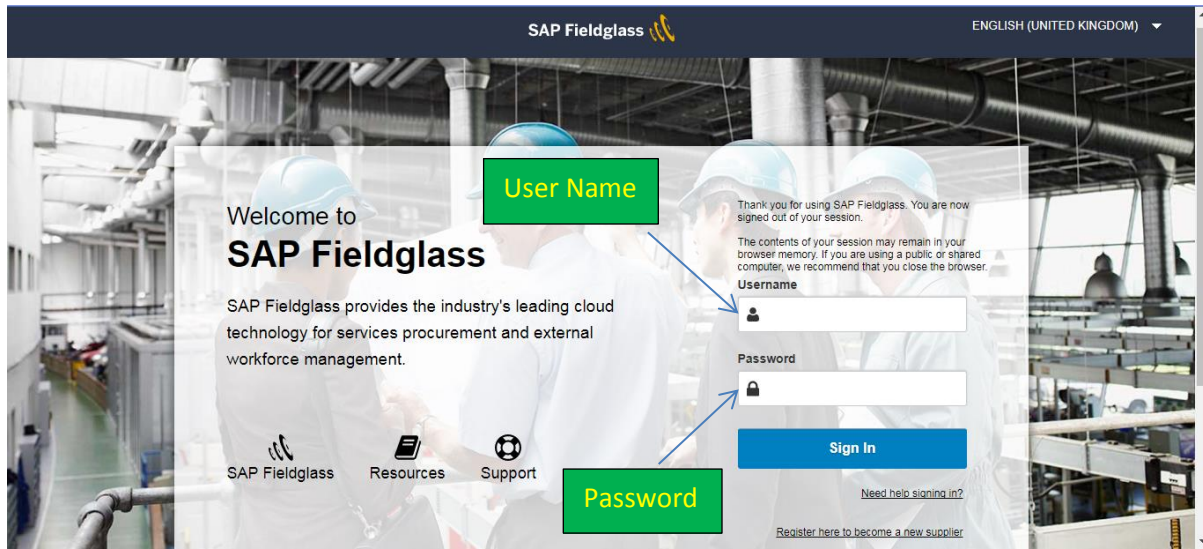 SAP Fieldglass
ENGLISH (UNITED KINGDOM)
Welcome to
SAP Fieldglass
SAP Fieldglass provides the industry's leading cloud
technology for services procurement and external
workforce management.
SAP Fieldglass
Resources
Support
User Name
Thank you for using SAP Fieldglass. You are now
signed out of your session.
The contents of your session may remain in your
browser memory. If you are using a public or shared
computer, we recommend that you close the browser.
Username
Password
Sign In
Password
Need help signing in?
Register here to become a new supplier